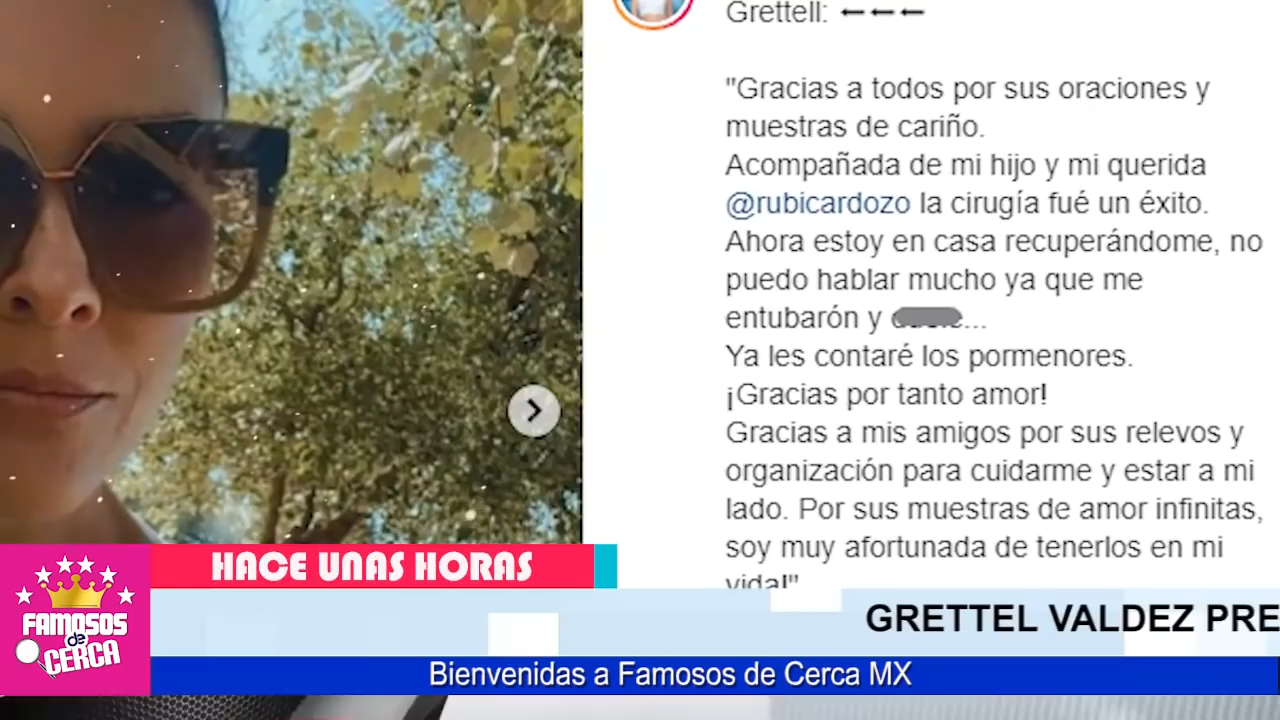 Grettell:
"Gracias a todos por sus oraciones y
muestras de cariño.
Acompañada de mi hijo y mi querida
@rubicardozo la cirugía fué un éxito.
Ahora estoy en casa recuperándome, no
puedo hablar mucho ya que me
entubarón y ...
Ya les contaré los pormenores.
¡Gracias por tanto amor!
Gracias a mis amigos por sus relevos y
organización para cuidarme y estar a mi
lado. Por sus muestras de amor infinitas,
soy muy afortunada de tenerlos en mi
vida!"
HACE UNAS HORAS
FAMOSOS
de
CERCA
GRETTEL VALDEZ PRE
Bienvenidas a Famosos de Cerca MX